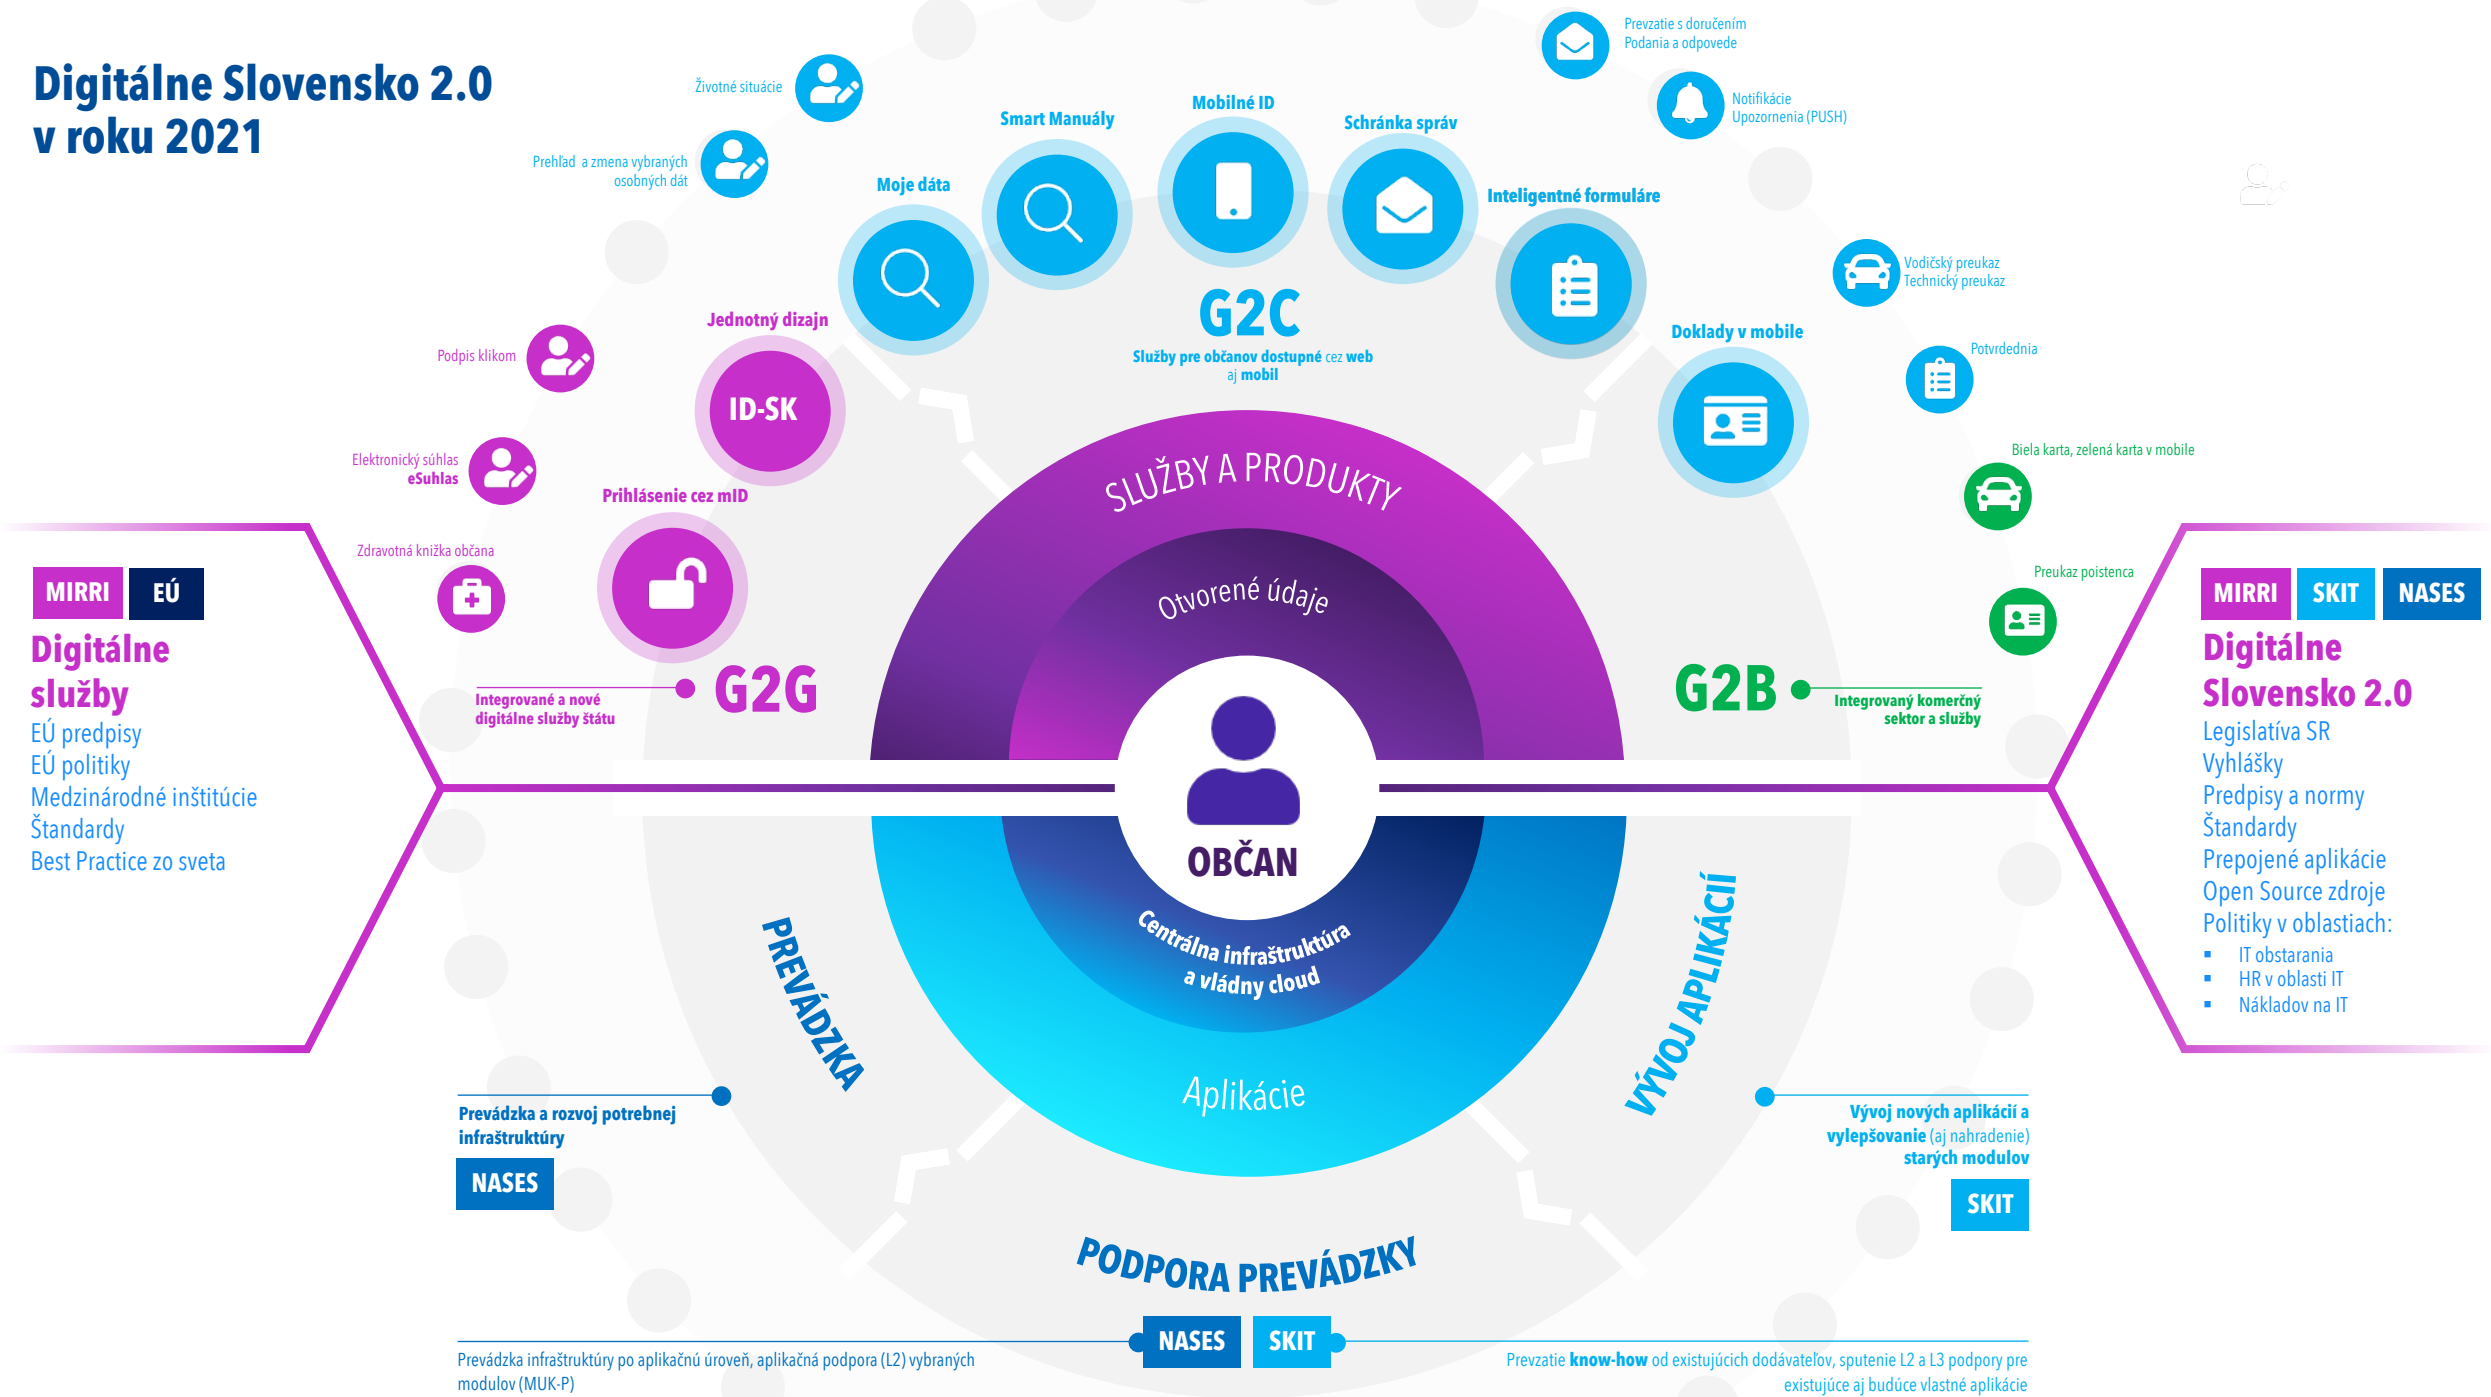 Digitálne Slovensko 2.0
v roku 2021
Životné situácie
Prehľad a zmena vybraných
osobných dát
Podpis klikom
Elektronický súhlas
eSuhlas
Zdravotná knižka občana
Prevzatie s doručením
Podania a odpovede
Notifikácie
Upozornenia (PUSH)
Vodičský preukaz
Technický preukaz
Potvrdednia
Biela karta, zelená karta v mobile
Preukaz poistenca
Prihlásenie cez mID
Jednotný dizajn
ID-SK
Moje dáta
Smart Manuály
Mobilné ID
Schránka správ
Inteligentné formuláre
Doklady v mobile
G2C
Služby pre občanov dostupné cez web
aj mobil
G2G
Integrované a nové
digitálne služby štátu
G2B
Integrovaný komerčný
sektor a služby
SLUŽBY A PRODUKTY
Otvorené údaje
OBČAN
Centrálna infraštruktúra
a vládny cloud
Aplikácie
MIRRI
EÚ
Digitálne
služby
EÚ predpisy
EÚ politiky
Medzinárodné inštitúcie
Štandardy
Best Practice zo sveta
MIRRI
SKIT
NASES
Digitálne
Slovensko 2.0
Legislatíva SR
Vyhlášky
Predpisy a normy
Štandardy
Prepojené aplikácie
Open Source zdroje
Politiky v oblastiach:
▪ IT obstarania
▪ HR v oblasti IT
▪ Nákladov na IT
PREVÁDZKA
Prevádzka a rozvoj potrebnej
infraštruktúry
NASES
VÝVOJ APLIKÁCIÍ
Vývoj nových aplikácií a
vylepšovanie (aj nahradenie)
starých modulov
SKIT
PODPORA PREVÁDZKY
NASES
SKIT
Prevádzka infraštruktúry po aplikačnú úroveň, aplikačná podpora (L2) vybraných
modulov (MUK-P)
Prevzatie know-how od existujúcich dodávateľov, sputenie L2 a L3 podpory pre
existujúce aj budúce vlastné aplikácie